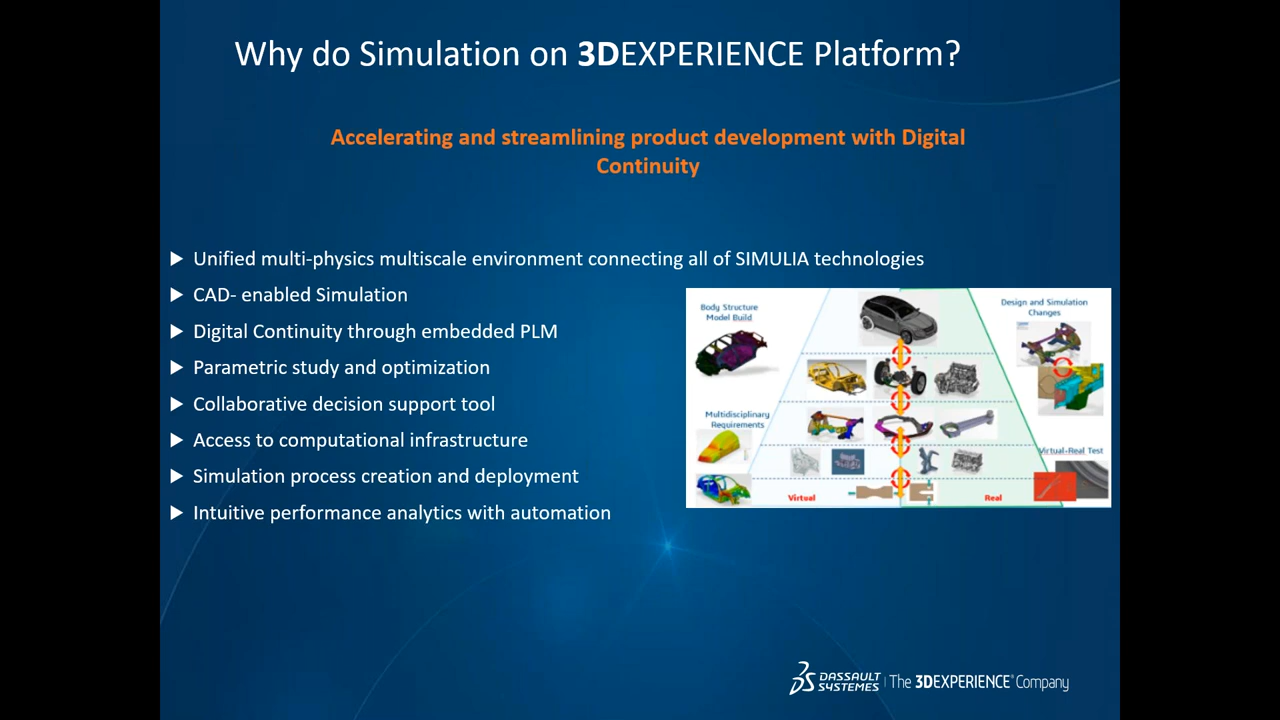 Why do Simulation on 3DEXPERIENCE Platform?
Accelerating and streamlining product development with Digital
Continuity
Unified multi-physics multiscale environment connecting all of SIMULIA technologies
CAD- enabled Simulation
Digital Continuity through embedded PLM
Parametric study and optimization
Collaborative decision support tool
Access to computational infrastructure
Simulation process creation and deployment
Intuitive performance analytics with automation
Body Structure
Model Build
Design and Simulation
Changes
Multidisciplinary
Requirements
Virtual-Real Test
Virtual
Real
DASSAULT
SYSTEMES
The 3DEXPERIENCE® Company